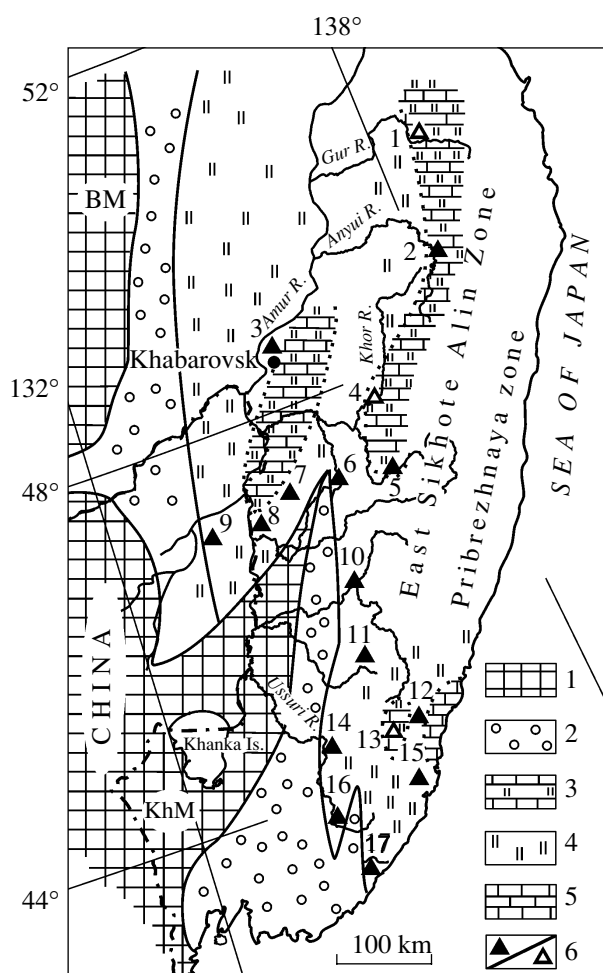 138°
52°
1
Gur R.
BM
Anyui R.
2
Amur R.
3
Khabarovsk
Khor R.
East Sikhote Alin Zone
Pribrezhnaya zone
SEA OF JAPAN
132°
4
48°
5
6
7
8
9
10
11
CHINA
Ussuri R.
12
13
14
15
Khanka Is.
16
KhM
17
44°
100 km
1
2
3
4
5
6